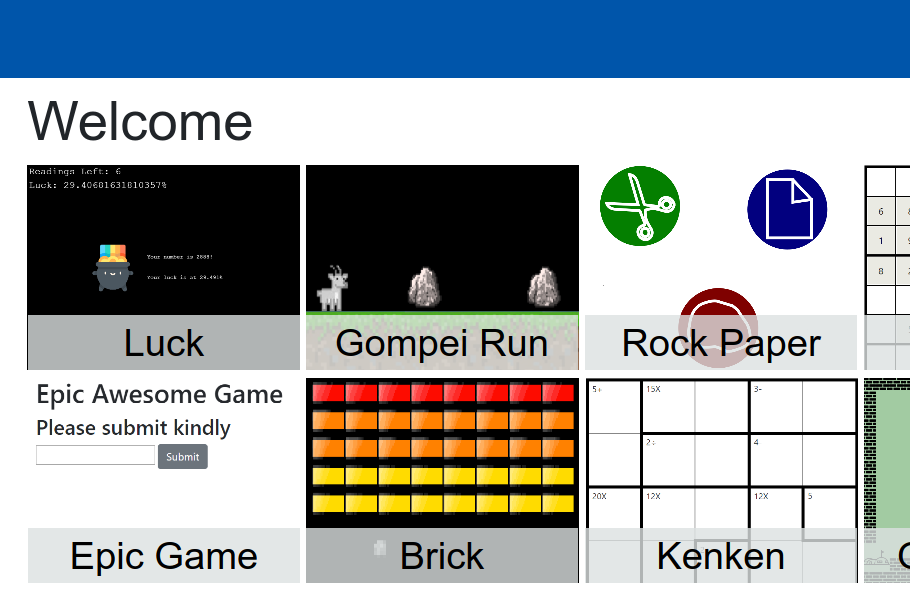 Welcome
Readings Left: 6
Luck: 29.40601631810357%
Your number is 2888!
Your luck is at 29.491%
Luck
Gompei Run
Rock Paper
6
1
8
Epic Awesome Game
Please submit kindly
Submit
Epic Game
Brick
5+ 15X 3-
2÷ 4
20X 12X 12X 5
Kenken